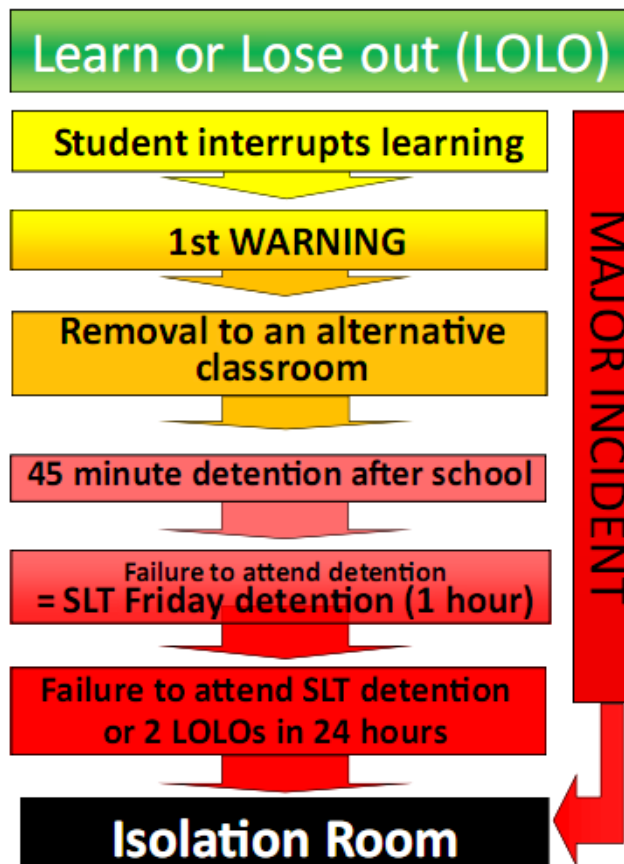 Learn or Lose out (LOLO)
Student interrupts learning
1st WARNING
Removal to an alternative
classroom
45 minute detention after school
Failure to attend detention
= SLT Friday detention (1 hour)
Failure to attend SLT detention
or 2 LOLOs in 24 hours
Isolation Room
MAJOR INCIDENT